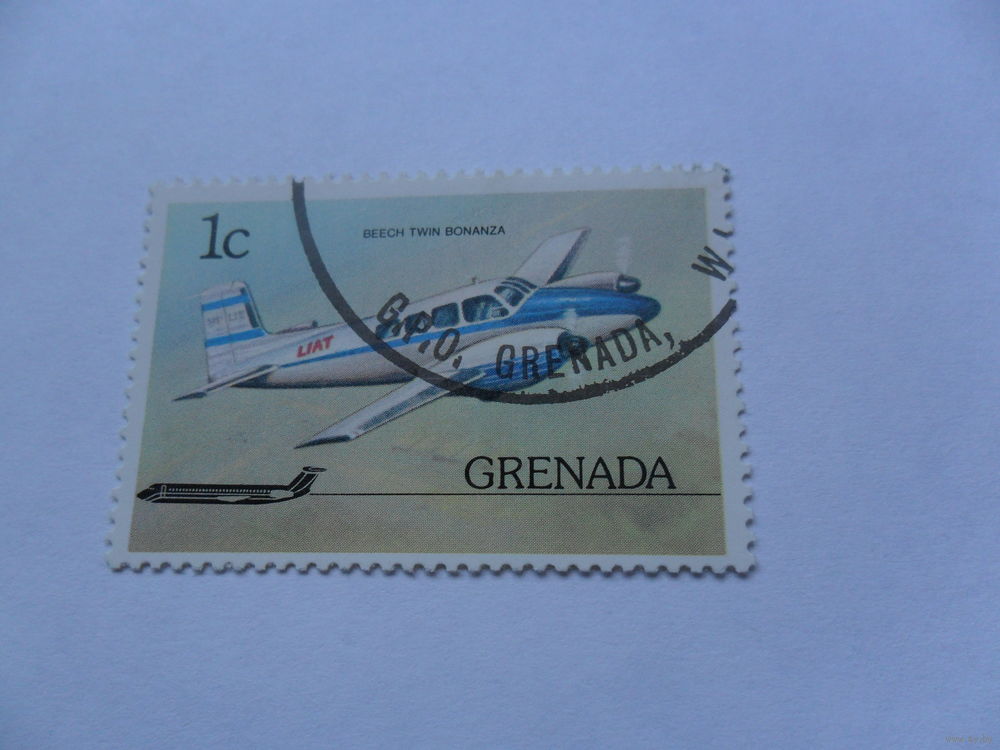 1c
BEECH TWIN BONANZA
LIAT
G.P.O. GRENADA, W.
GRENADA